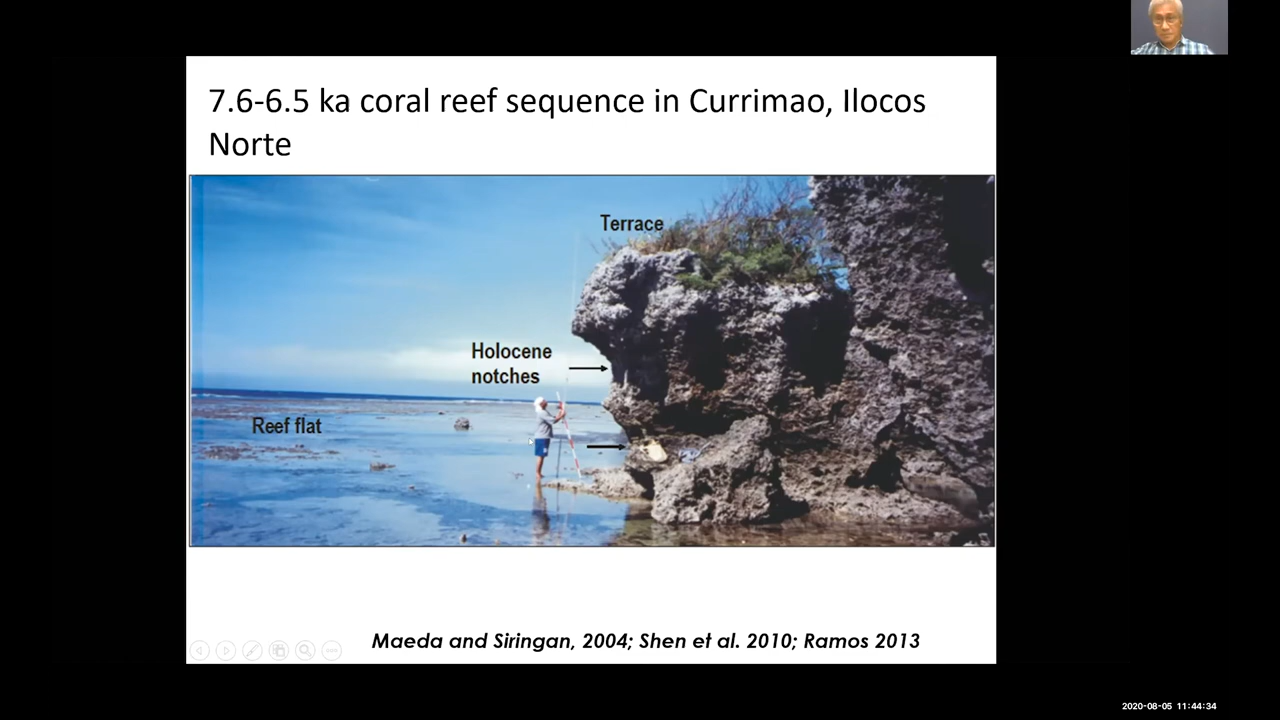 7.6-6.5 ka coral reef sequence in Currimao, Ilocos
Norte
Terrace
Holocene
notches
Reef flat
Maeda and Siringan, 2004; Shen et al. 2010; Ramos 2013
2020-08-05 11:44:34